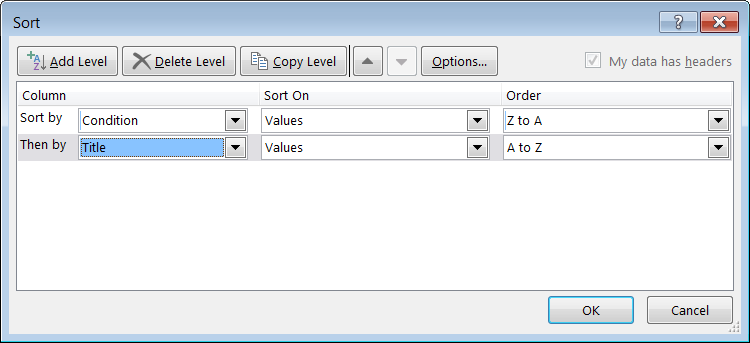 Sort
?
Add Level Delete Level Copy Level Options... My data has headers
Column Sort On Order
Sort by Condition Values Z to A
Then by Title Values A to Z
OK Cancel